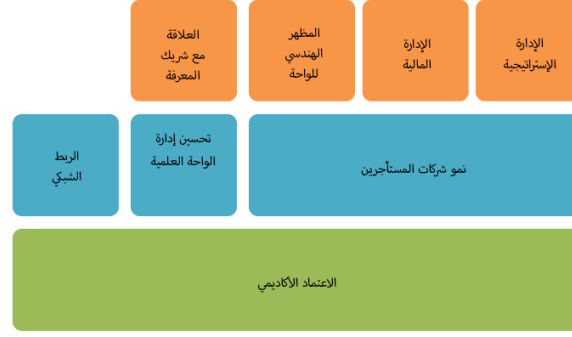 الإدارة
الإستراتيجية
الإدارة
المالية
المظهر
الهندسي
للواحة
العلاقة
مع شريك
المعرفة
نمو شركات المستأجرين
تحسين إدارة
الواحة العلمية
الربط
الشبكي
الاعتماد الأكاديمي